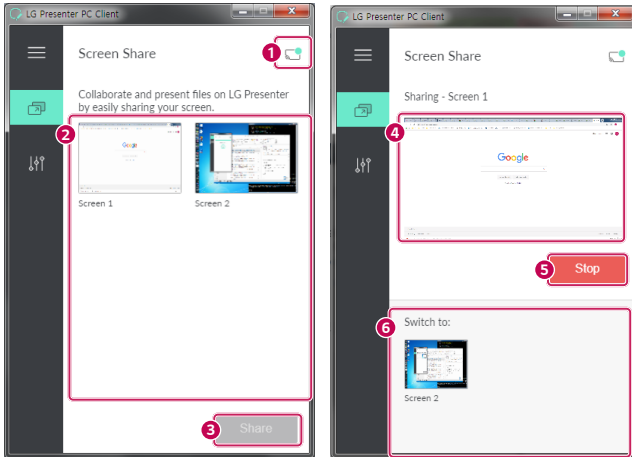 LG Presenter PC Client
Screen Share
1
Collaborate and present files on LG Presenter
by easily sharing your screen.
2
Google
Screen 1
Screen 2
3
Share
LG Presenter PC Client
Screen Share
Sharing - Screen 1
4
Google
5
Stop
6
Switch to:
Screen 2